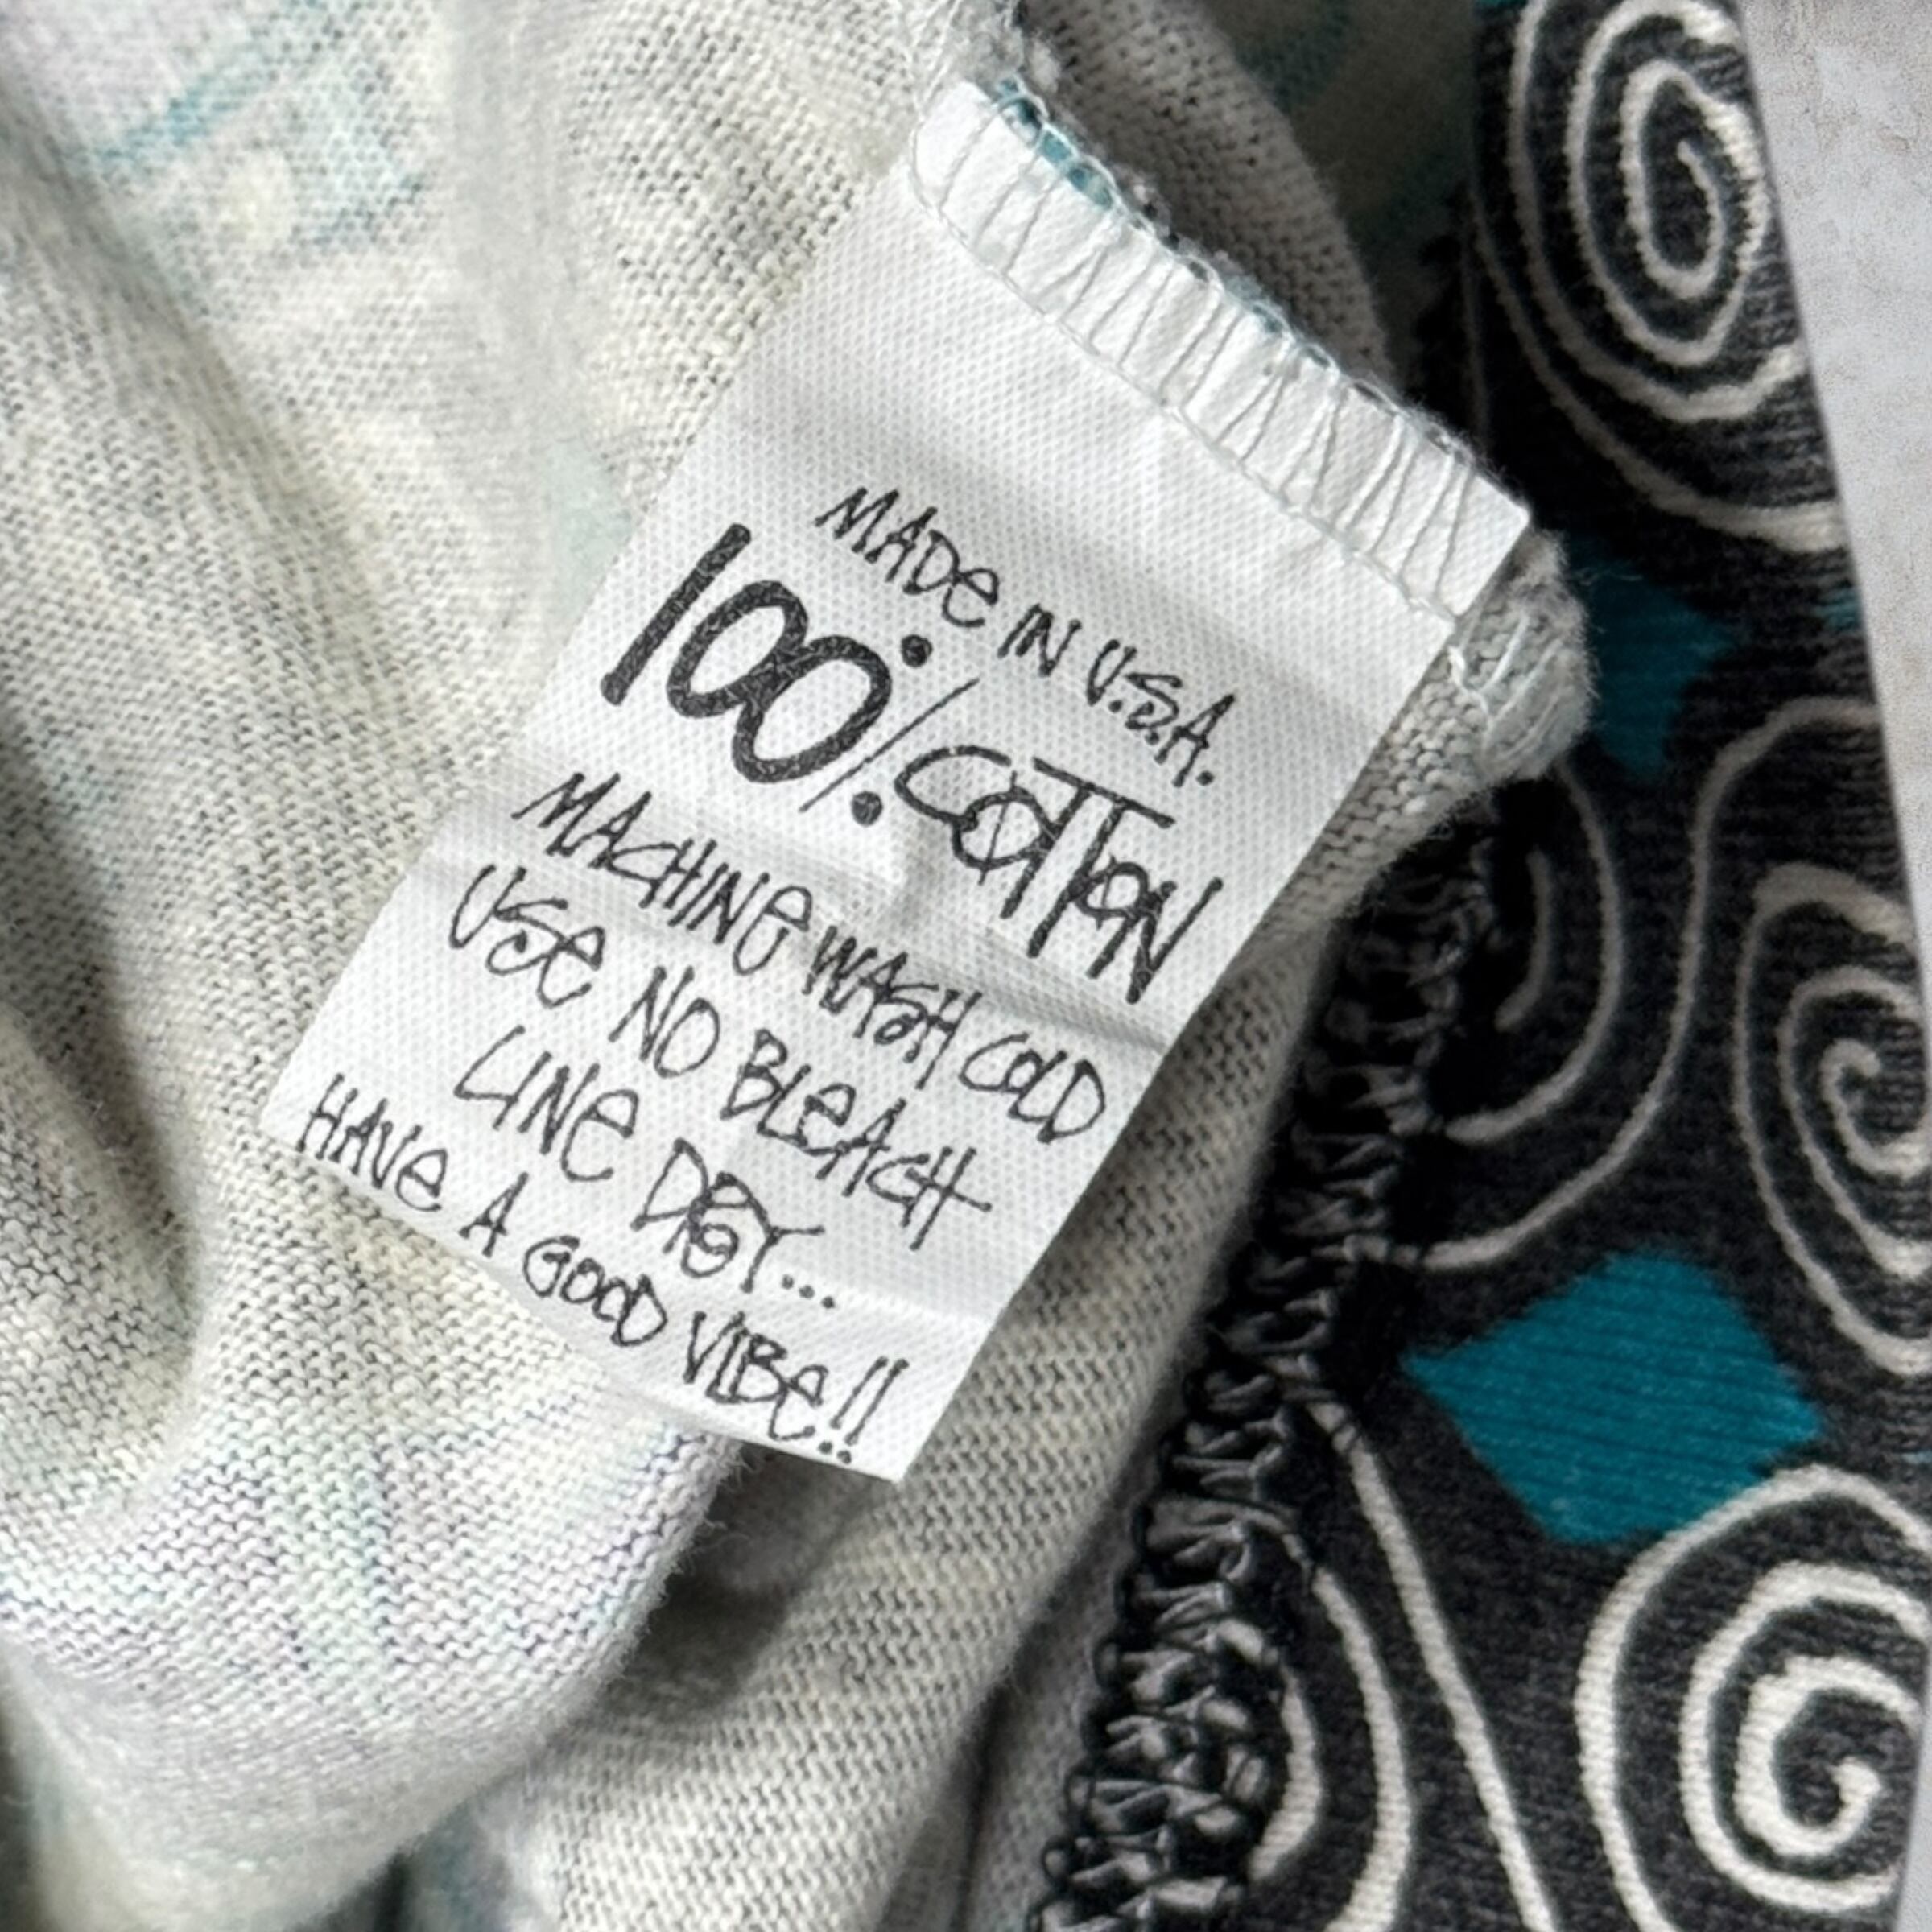 MADe IN U.S.A.
100% COTTON
MACHINe WASH COLD
USe NO BLeACH
LINe DRY...
HAVe A GOOD VIBe!!